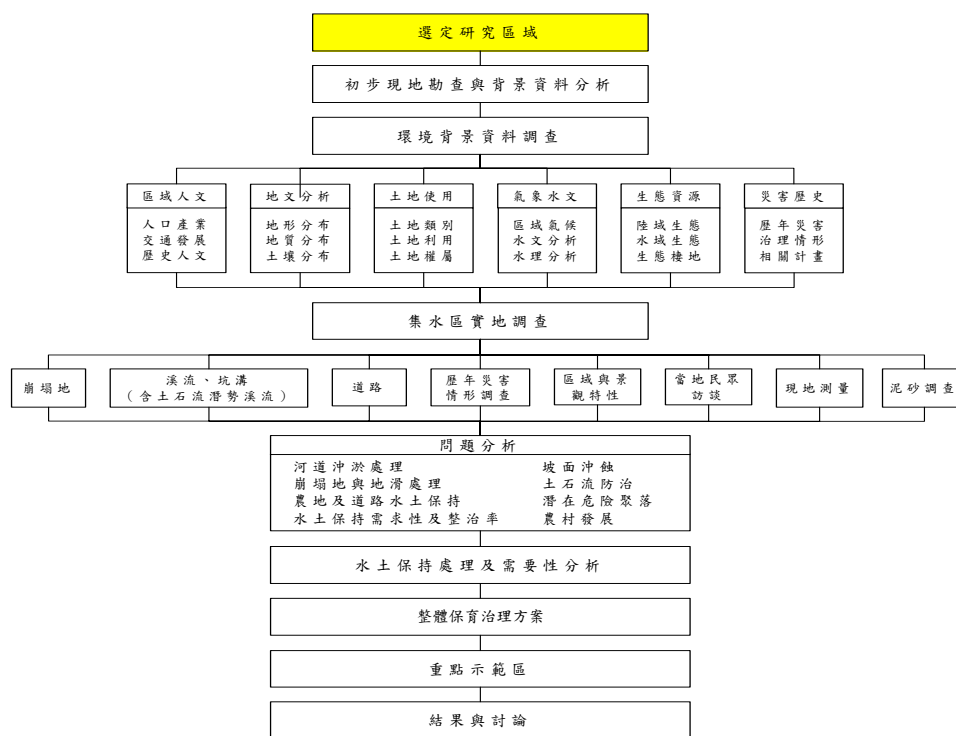 選定研究區域
初步現地勘查與背景資料分析
環境背景資料調查
區域人文
人口產業
交通發展
歷史人文
地文分析
地形分布
地質分布
土壤分布
土地使用
土地類別
土地利用
土地權屬
氣象水文
區域氣候
水文分析
水理分析
生態資源
陸域生態
水域生態
生態棲地
災害歷史
歷年災害
治理情形
相關計畫
集水區實地調查
崩塌地
溪流、坑溝
(含土石流潛勢溪流)
道路
歷年災害
情形調查
區域與景
觀特性
當地民眾
訪談
現地測量
泥砂調查
問題分析
河道沖淤處理
崩塌地與地滑處理
農地及道路水土保持
水土保持需求性及整治率
坡面沖蝕
土石流防治
潛在危險聚落
農村發展
水土保持處理及需要性分析
整體保育治理方案
重點示範區
結果與討論